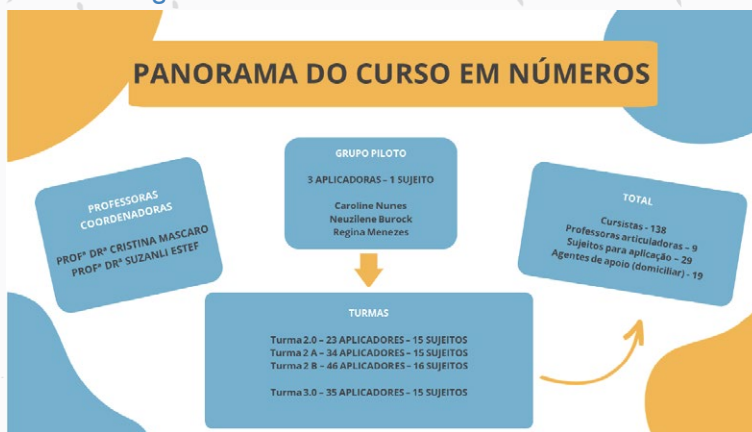 PANORAMA DO CURSO EM NÚMEROS
PROFESSORAS
COORDENADORAS
PROFª DRª CRISTINA MASCARO
PROFª DRª SUZANLI ESTEF
GRUPO PILOTO
3 APLICADORAS – 1 SUJEITO
Caroline Nunes
Neuzilene Burock
Regina Menezes
TURMAS
Turma 2.0 – 23 APLICADORES – 15 SUJEITOS
Turma 2 A – 34 APLICADORES – 15 SUJEITOS
Turma 2 B – 46 APLICADORES – 16 SUJEITOS
Turma 3.0 – 35 APLICADORES – 15 SUJEITOS
TOTAL
Cursistas - 138
Professoras articuladoras – 9
Sujeitos para aplicação – 29
Agentes de apoio (domiciliar) - 19